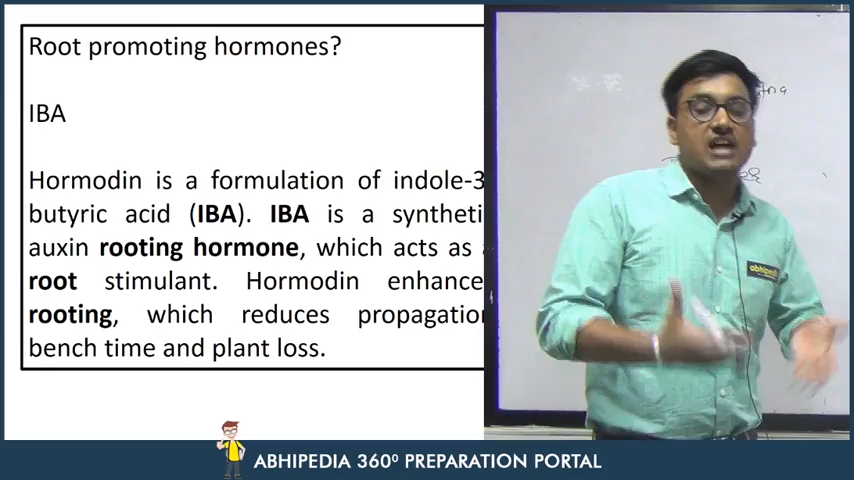 Root promoting hormones?
IBA
Hormodin is a formulation of indole-3
butyric acid (IBA). IBA is a syntheti
auxin rooting hormone, which acts as
root stimulant. Hormodin enhance
rooting, which reduces propagation
bench time and plant loss.
abhipedia
ABHIPEDIA 360⁰ PREPARATION PORTAL